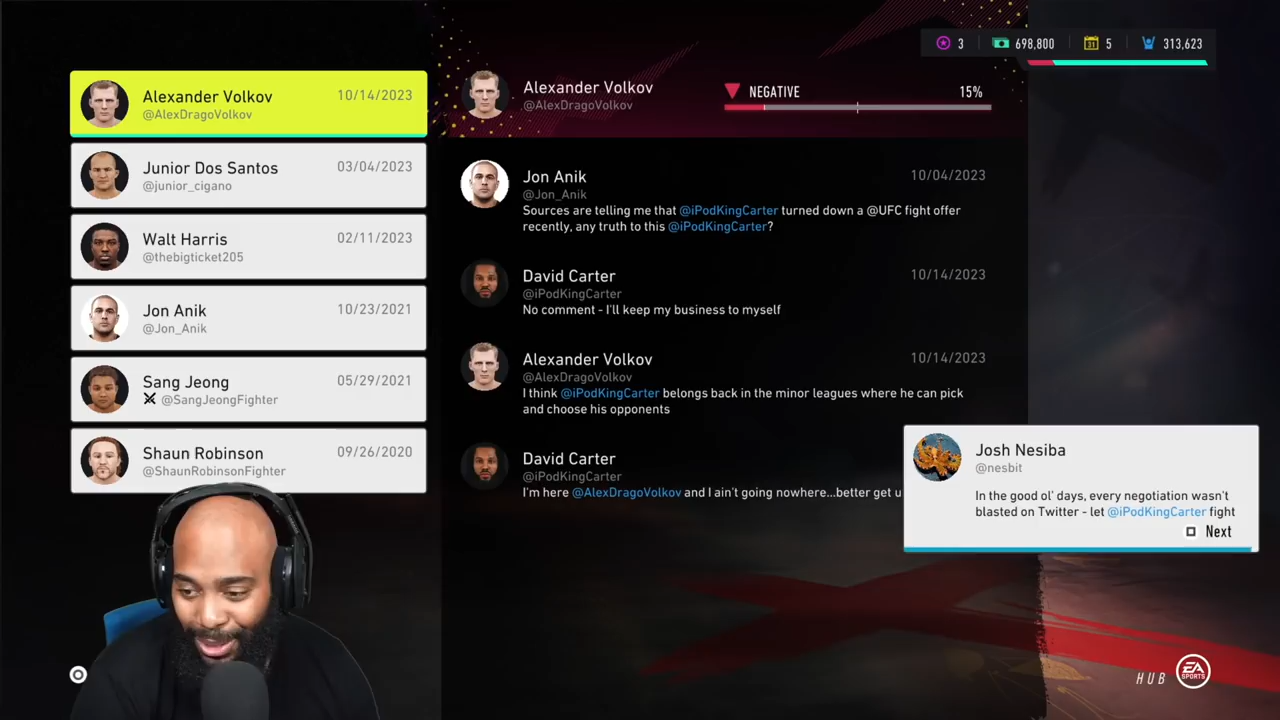 3
698,800
31
5
313,623
Alexander Volkov
10/14/2023
@AlexDragoVolkov
Junior Dos Santos
03/04/2023
@junior_cigano
Walt Harris
02/11/2023
@thebigticket205
Jon Anik
10/23/2021
@Jon_Anik
Sang Jeong
05/29/2021
@SangJeongFighter
Shaun Robinson
09/26/2020
@ShaunRobinsonFighter
Alexander Volkov
@AlexDragoVolkov
NEGATIVE
15%
Jon Anik
10/04/2023
@Jon_Anik
Sources are telling me that @iPodKingCarter turned down a @UFC fight offer
recently, any truth to this @iPodKingCarter?
David Carter
10/14/2023
@iPodKingCarter
No comment - I'll keep my business to myself
Alexander Volkov
10/14/2023
@AlexDragoVolkov
I think @iPodKingCarter belongs back in the minor leagues where he can pick
and choose his opponents
David Carter
@iPodKingCarter
I'm here @AlexDragoVolkov and I ain't going nowhere...better get u
Josh Nesiba
@nesbit
In the good ol' days, every negotiation wasn't
blasted on Twitter - let @iPodKingCarter fight
Next
HUB
EA
SPORTS